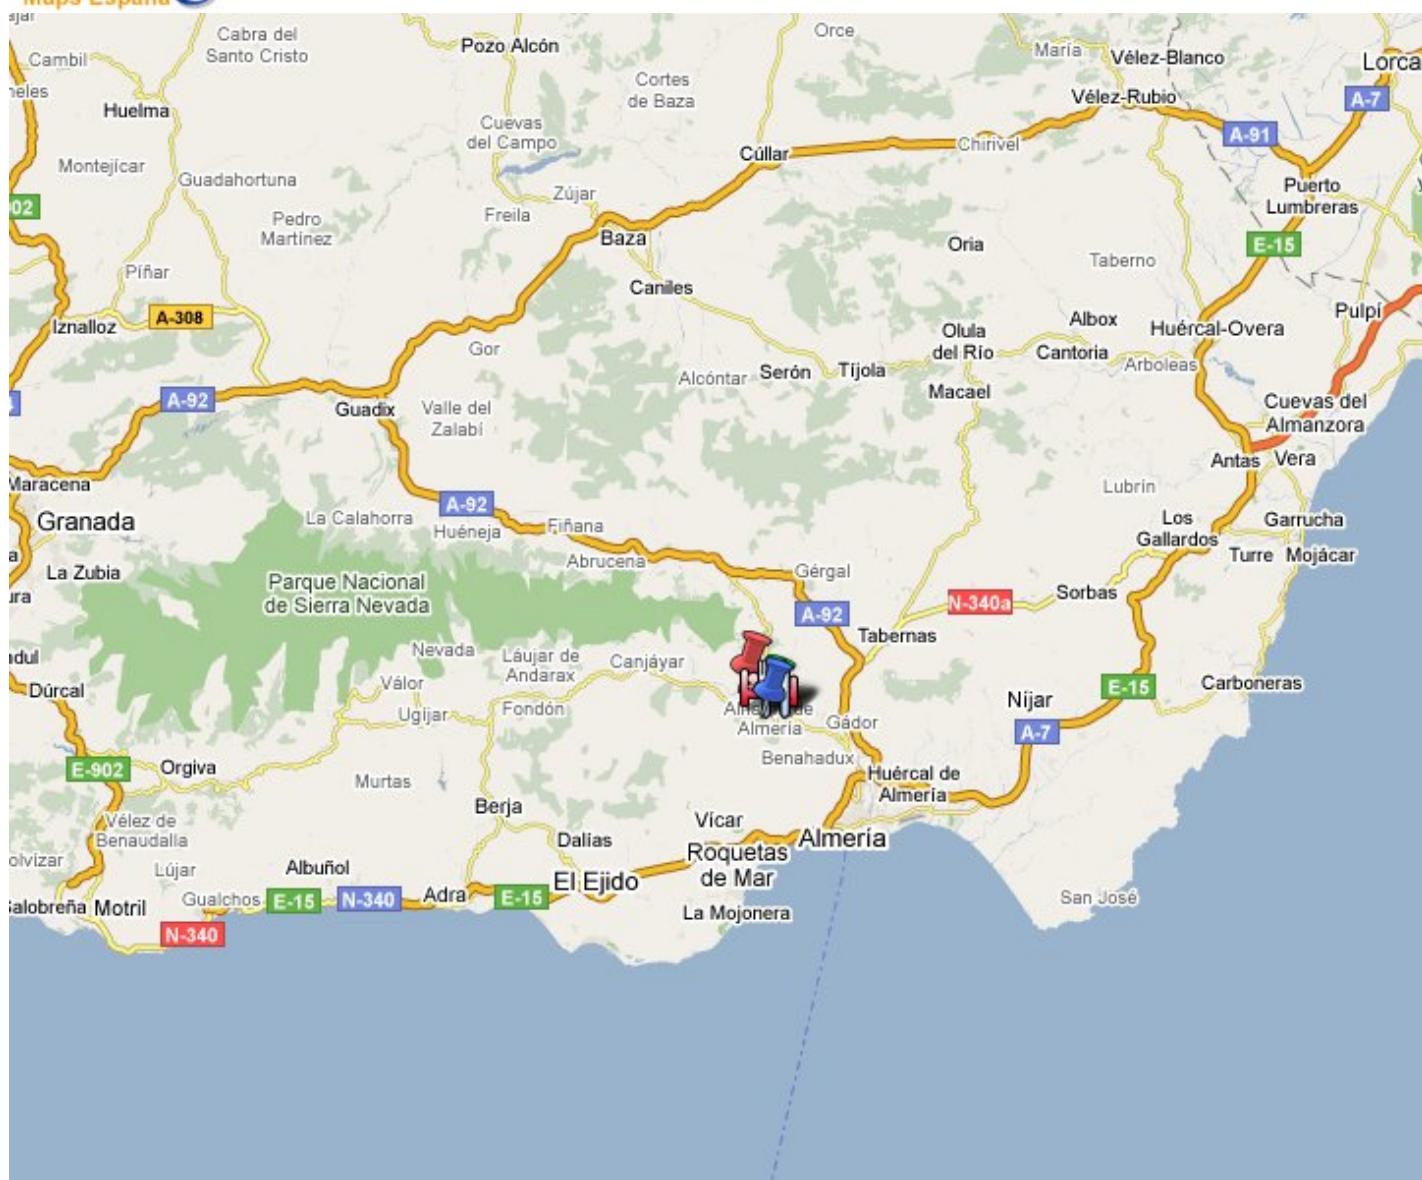 Maps España
Cabra del
Santo Cristo
Pozo Alcón
Orce
María
Vélez-Blanco
Lorca
Cambil
Cortes
de Baza
Huelma
Vélez-Rubio
A-7
Cuevas
del Campo
A-91
Chirivel
Cúllar
Montejícar
Guadahortuna
Zújar
Puerto
Lumbreras
02
Pedro
Martínez
Freila
Baza
Oria
E-15
Taberno
Píñar
Caniles
Iznalloz
A-308
Olula
del Río
Albox
Huércal-Overa
Pulpí
Gor
Cantoria
Arboleas
Alcóntar
Serón
Tíjola
Macael
A-92
Guadix
Valle del
Zalabí
Cuevas del
Almanzora
Antas
Vera
Maracena
Lubrín
A-92
Granada
La Calahorra
Huéneja
Fiñana
Los
Gallardos
Garrucha
Turre
Mojácar
La Zubia
Abrucena
Gérgal
Parque Nacional
de Sierra Nevada
Sorbas
N-340a
A-92
Tabernas
Nevada
Láujar de
Andarax
Canjáyar
Dúrcal
Válor
Ugijar
Fondón
E-15
Carboneras
Níjar
Almería
Gádor
A-7
Benahadux
E-902
Orgiva
Murtas
Huércal de
Almería
Berja
Vélez de
Benaudalla
Vícar
Dalías
Almería
Roquetas
de Mar
Lújar
Albuñol
El Ejido
Gualchos
E-15
N-340
Adra
E-15
Salobreña
Motril
La Mojonera
San José
N-340